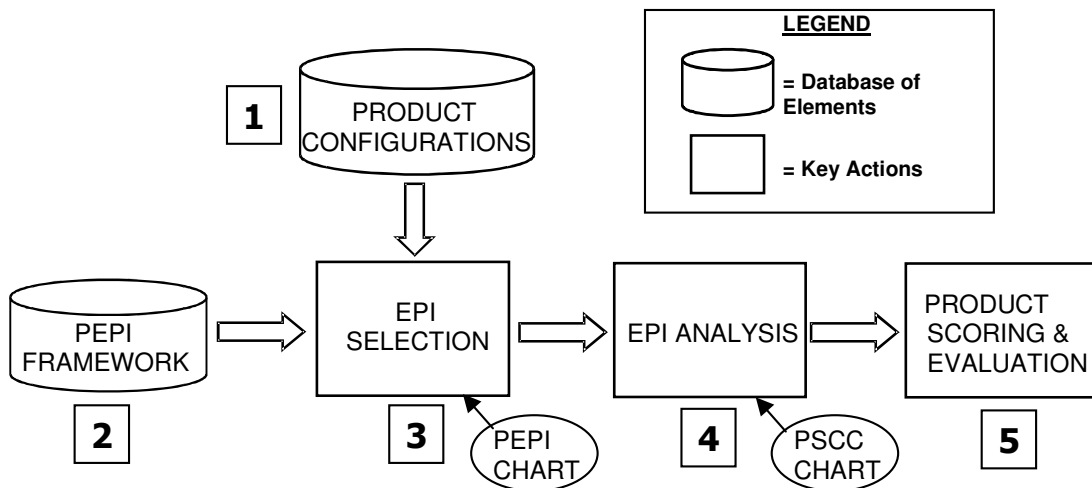 LEGEND
= Database of
Elements
= Key Actions
1
PRODUCT
CONFIGURATIONS
PEPI
FRAMEWORK
2
EPI
SELECTION
3
PEPI
CHART
EPI ANALYSIS
4
PSCC
CHART
PRODUCT
SCORING &
EVALUATION
5